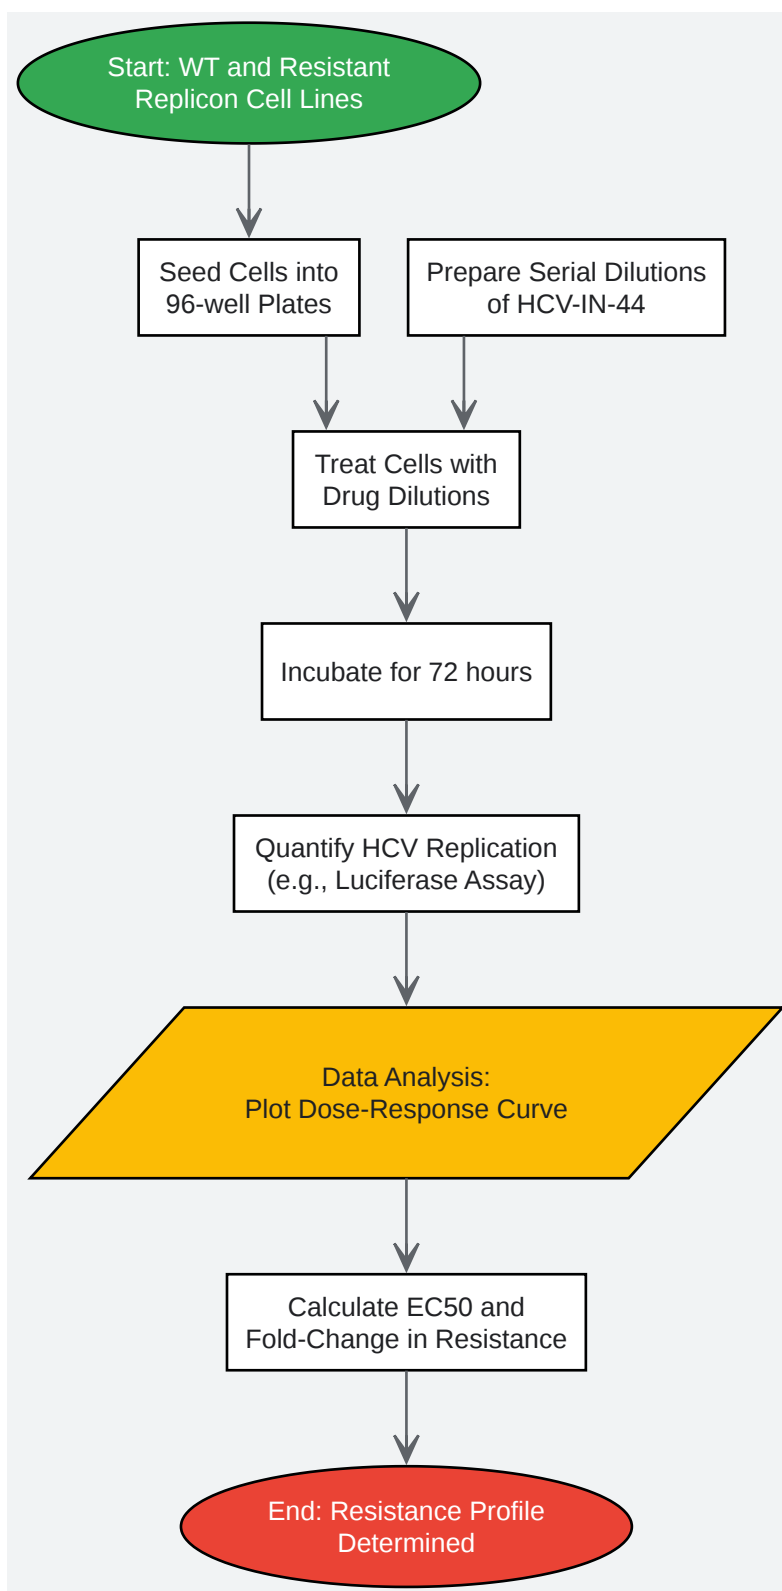 Start: WT and Resistant
Replicon Cell Lines
Seed Cells into
96-well Plates
Prepare Serial Dilutions
of HCV-IN-44
Treat Cells with
Drug Dilutions
Incubate for 72 hours
Quantify HCV Replication
(e.g., Luciferase Assay)
Data Analysis:
Plot Dose-Response Curve
Calculate EC50 and
Fold-Change in Resistance
End: Resistance Profile
Determined